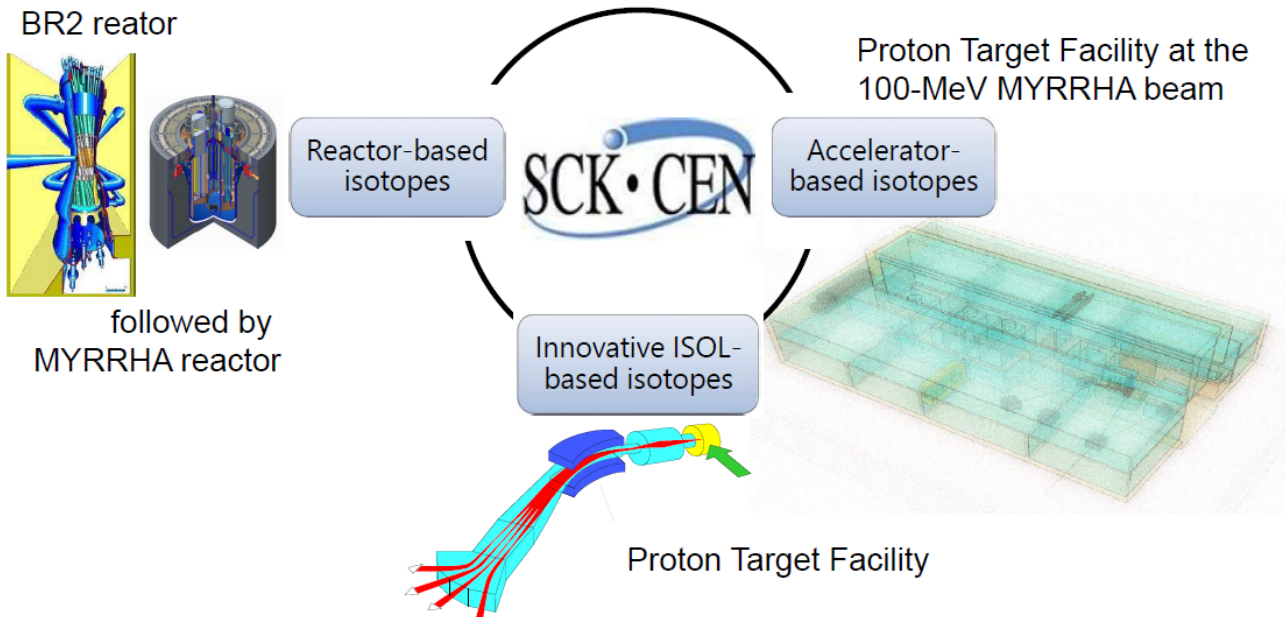 BR2 reator
Proton Target Facility at the
100-MeV MYRRHA beam
Reactor-based
isotopes
SCK•CEN
Accelerator-
based isotopes
followed by
MYRRHA reactor
Innovative ISOL-
based isotopes
Proton Target Facility